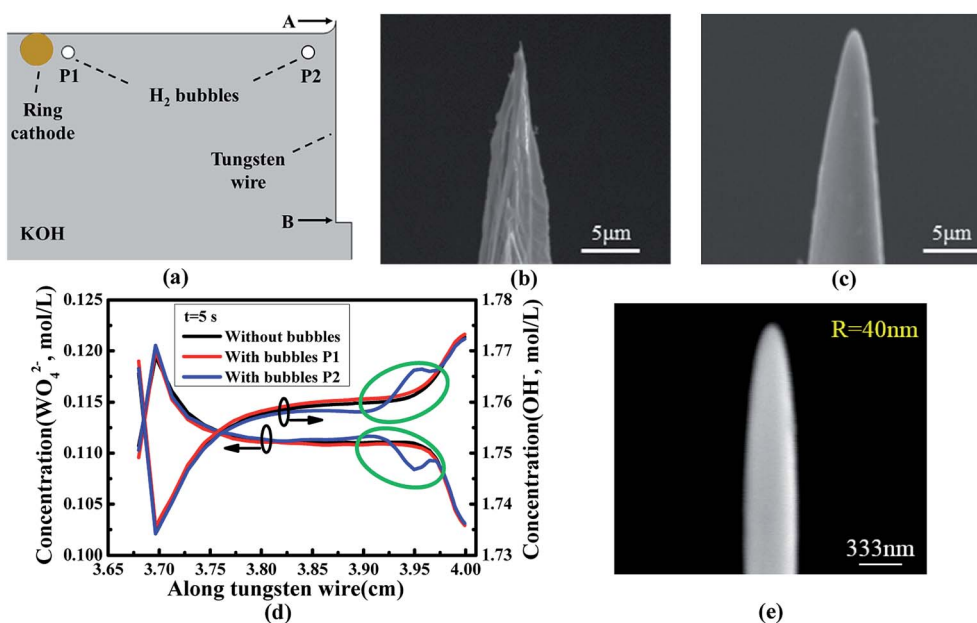 A
P1
P2
H2 bubbles
Ring
cathode
Tungsten
wire
B
KOH
(a)
5μm
(b)
5μm
(c)
t=5 s
Without bubbles
With bubbles P1
With bubbles P2
0.125
0.120
0.115
0.110
0.105
0.100
Concentration(WO4^2-, mol/L)
1.78
1.77
1.76
1.75
1.74
1.73
Concentration(OH^-, mol/L)
3.65 3.70 3.75 3.80 3.85 3.90 3.95 4.00
Along tungsten wire(cm)
(d)
R=40nm
333nm
(e)